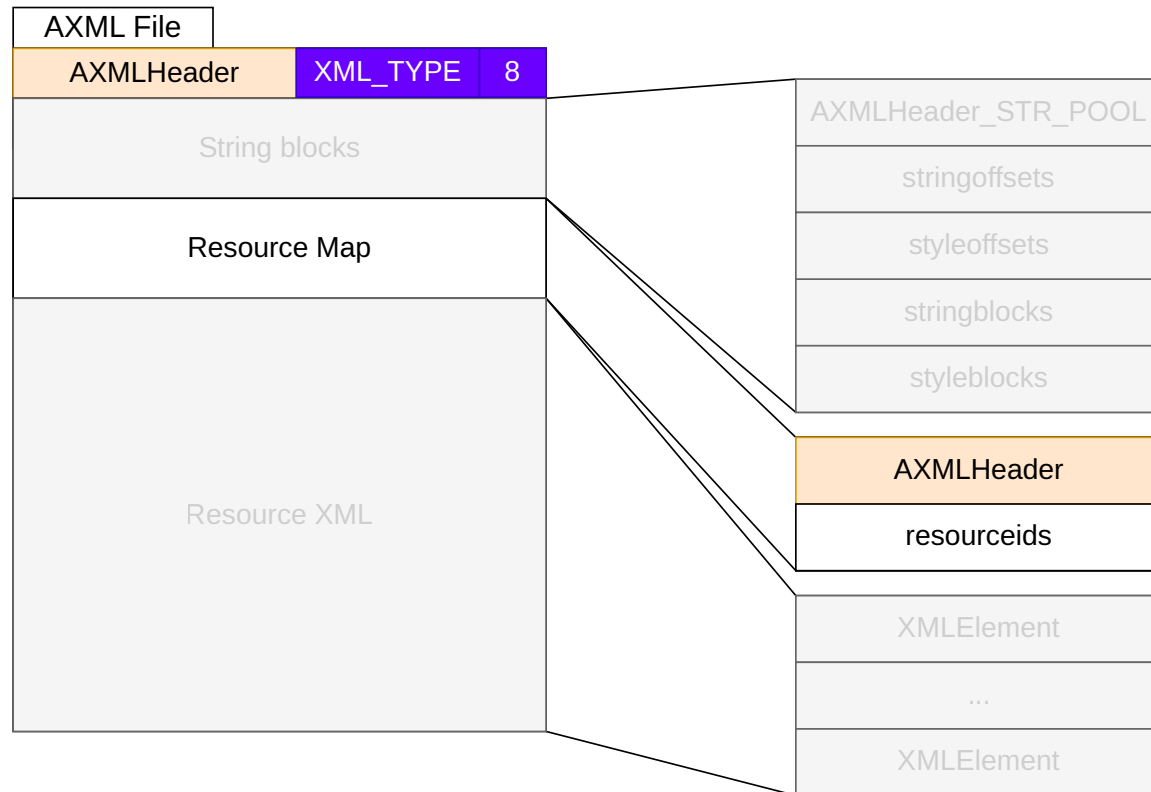 AXML File
AXMLHeader XML_TYPE 8
String blocks
Resource Map
Resource XML
AXMLHeader_STR_POOL
stringoffsets
styleoffsets
stringblocks
styleblocks
AXMLHeader
resourceids
XMLElement
...
XMLElement